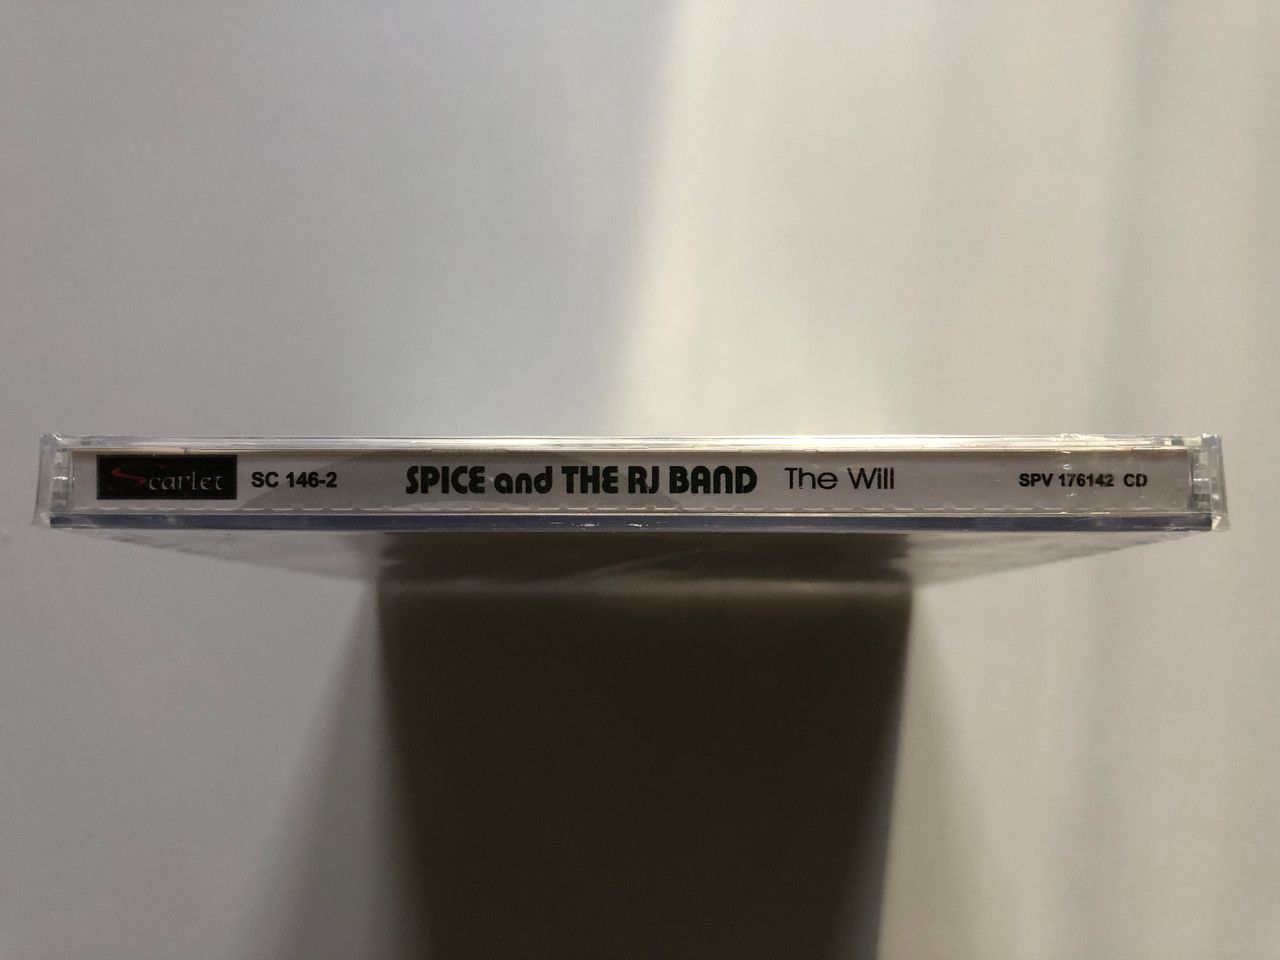 Scarlet SC 146-2 SPICE and THE RJ BAND The Will SPV 176142 CD